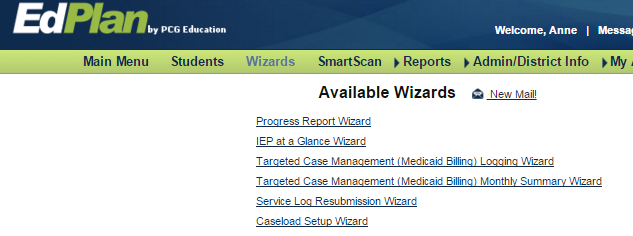 EdPlan by PCG Education
Welcome, Anne | Messa
Main Menu Students Wizards SmartScan Reports Admin/District Info My
Available Wizards New Mail!
Progress Report Wizard
IEP at a Glance Wizard
Targeted Case Management (Medicaid Billing) Logging Wizard
Targeted Case Management (Medicaid Billing) Monthly Summary Wizard
Service Log Resubmission Wizard
Caseload Setup Wizard